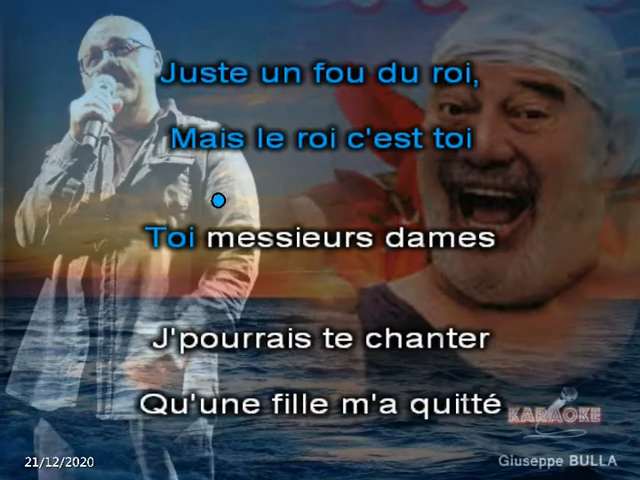 Juste un fou du roi,
Mais le roi c'est toi
Toi messieurs dames
J'pourrais te chanter
Qu'une fille m'a quitté
KARAOKE
Giuseppe BULLA
21/12/2020